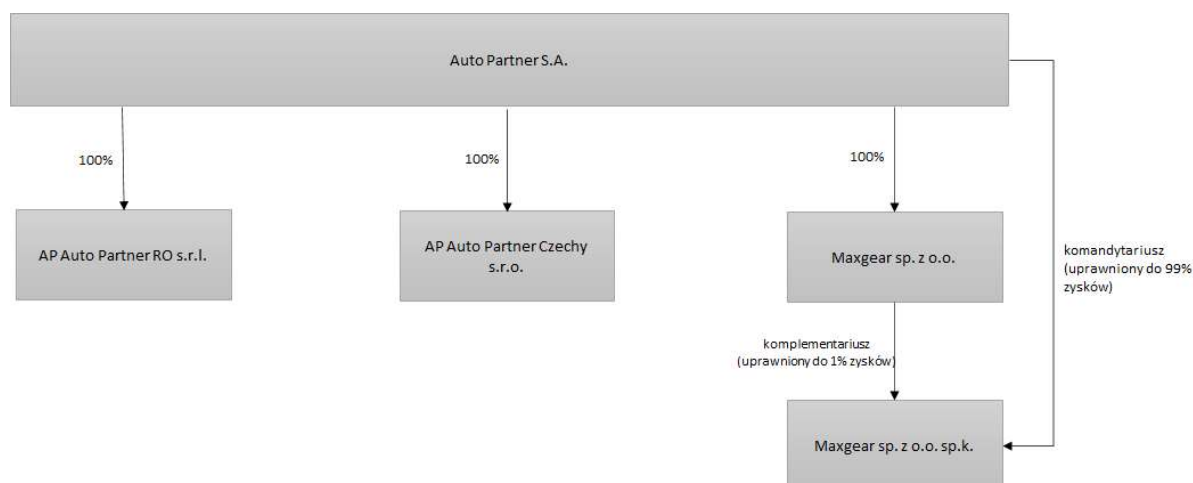 Auto Partner S.A.
100%
100%
100%
AP Auto Partner RO s.r.l.
AP Auto Partner Czechy
s.r.o.
Maxgear sp. z o.o.
komandytariusz
(uprawniony do 99%
zysków)
komplementariusz
(uprawniony do 1% zysków)
Maxgear sp. z o.o. sp.k.